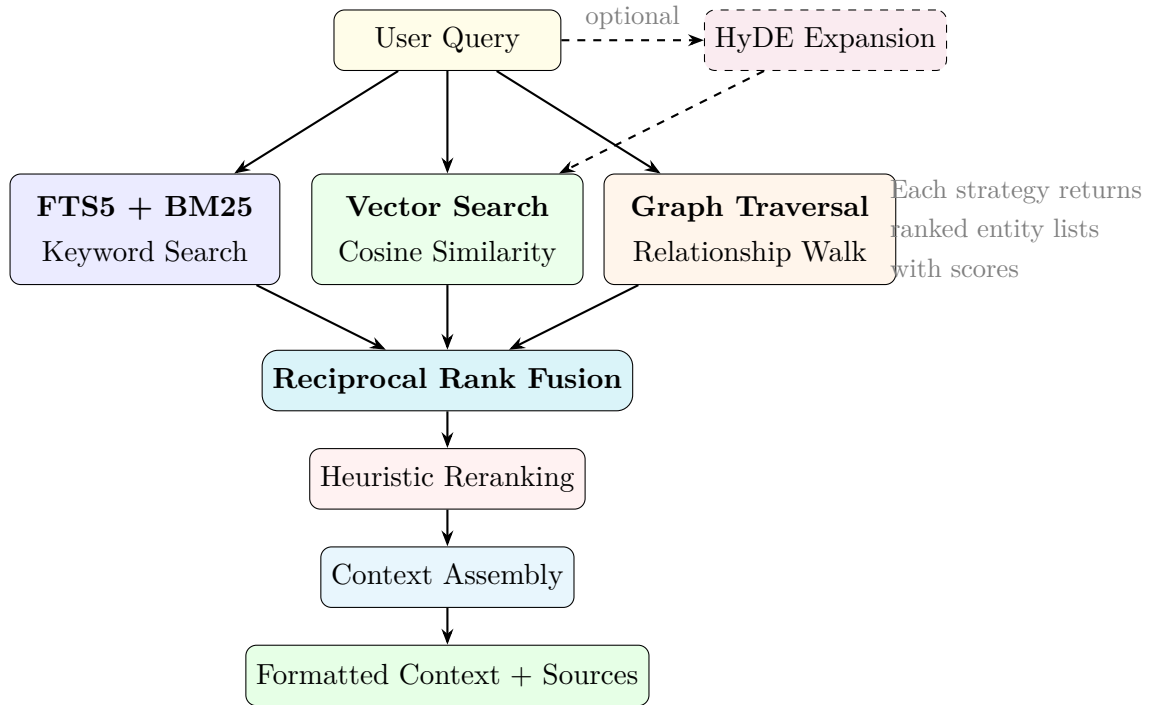 optional
User Query
HyDE Expansion
FTS5 + BM25
Keyword Search
Vector Search
Cosine Similarity
Graph Traversal
Relationship Walk
Each strategy returns
ranked entity lists
with scores
Reciprocal Rank Fusion
Heuristic Reranking
Context Assembly
Formatted Context + Sources